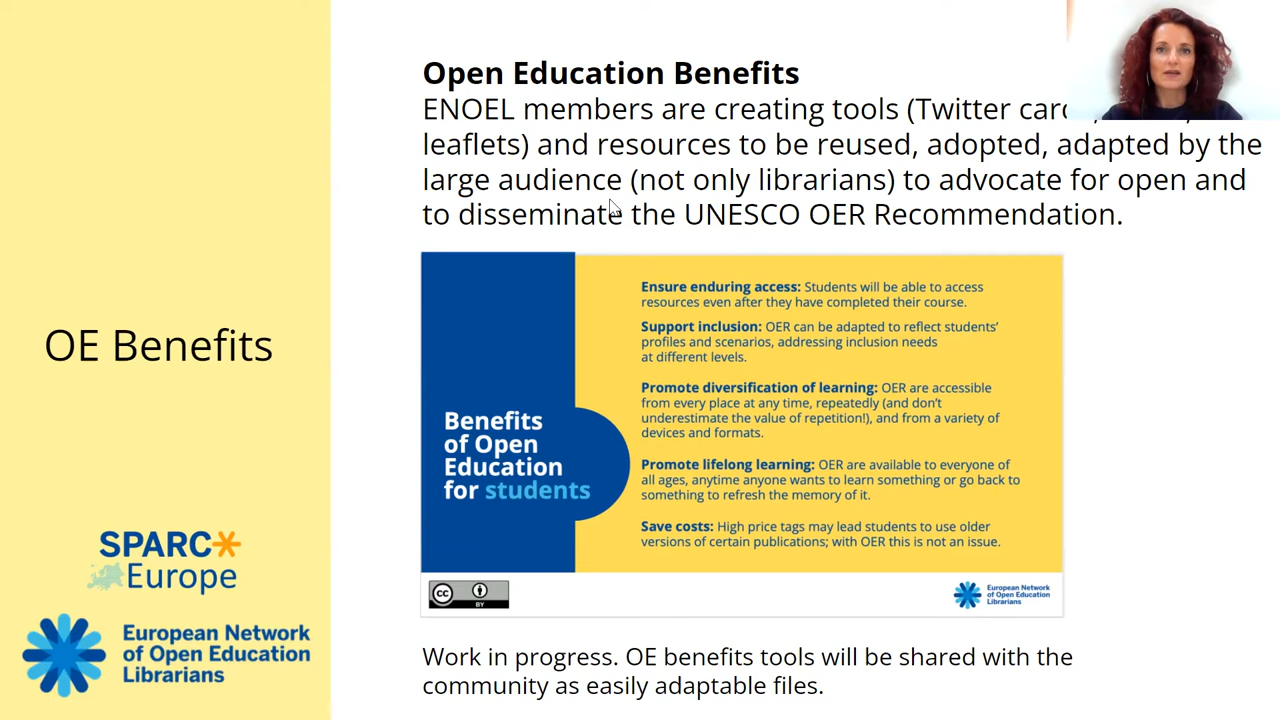 Open Education Benefits
ENOEL members are creating tools (Twitter
leaflets) and resources to be reused, adopted, adapted by the
large audience (not only librarians) to advocate for open and
to disseminate the UNESCO OER Recommendation.
OE Benefits
Ensure enduring access: Students will be able to access
resources even after they have completed their course.
Support inclusion: OER can be adapted to reflect students'
profiles and scenarios, addressing inclusion needs
at different levels.
Promote diversification of learning: OER are accessible
from every place at any time, repeatedly (and don't
underestimate the value of repetition!), and from a variety of
devices and formats.
Promote lifelong learning: OER are available to everyone of
all ages, anytime anyone wants to learn something or go back to
something to refresh the memory of it.
Save costs: High price tags may lead students to use older
versions of certain publications; with OER this is not an issue.
Benefits
of Open
Education
for students
CC
BY
European Network
of Open Education
Librarians
SPARC
Europe
European Network
of Open Education
Librarians
Work in progress. OE benefits tools will be shared with the
community as easily adaptable files.